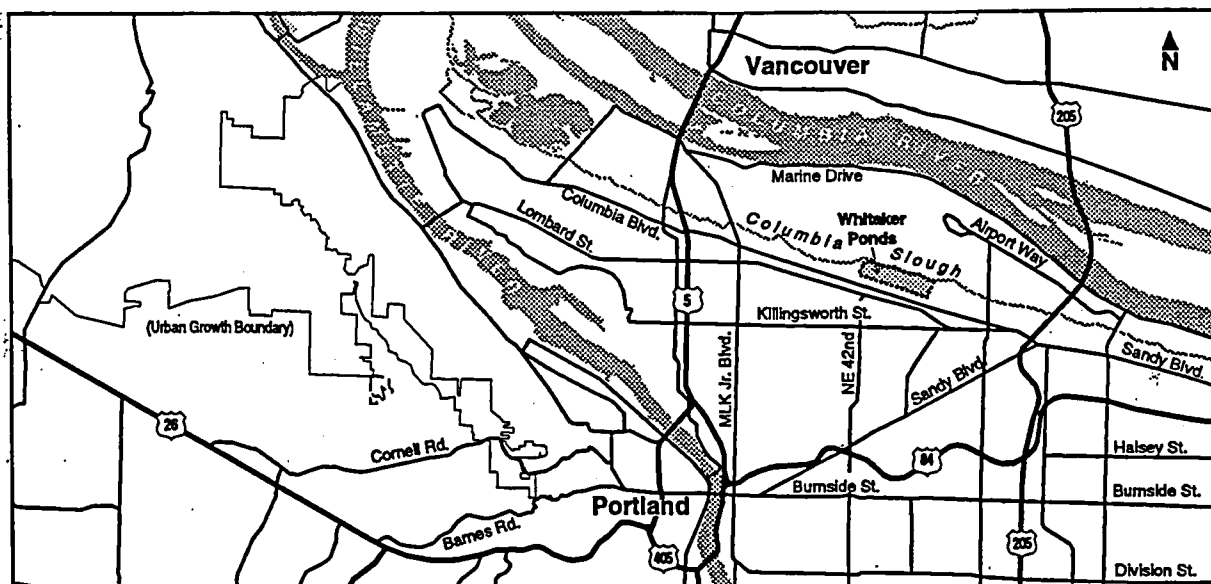 Vancouver
N
205
COLUMBIA RIVER
Marine Drive
Columbia Blvd.
Lombard St.
Columbia Slough
Whitaker
Ponds
Airport Way
5
Killingsworth St.
(Urban Growth Boundary)
MLK Jr. Blvd.
NE 42nd
Sandy Blvd.
Sandy Blvd.
26
Cornell Rd.
84
Halsey St.
Burnside St.
Burnside St.
Portland
Barnes Rd.
405
205
Division St.